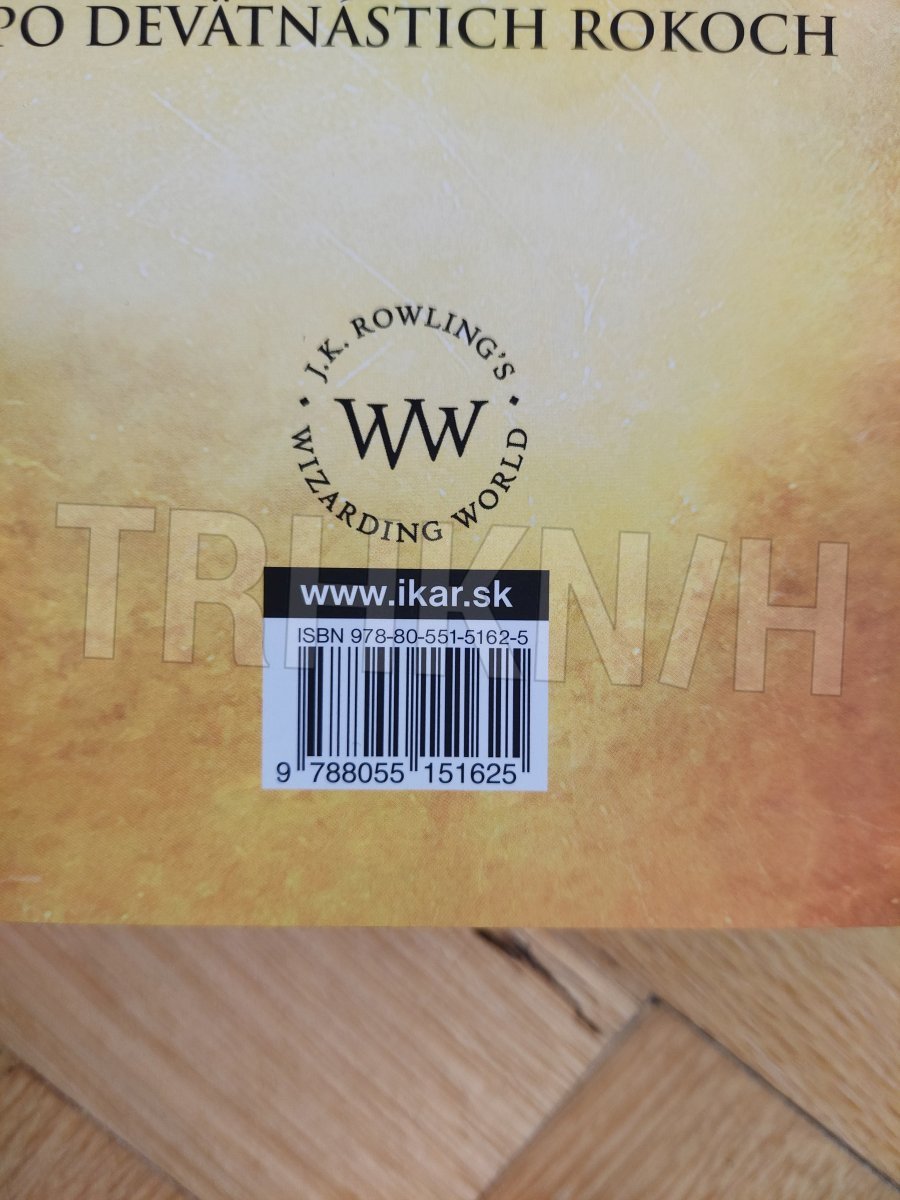 PO DEVÄTNÁSTICH ROKOCH
J.K. ROWLING'S
WW
WIZARDING WORLD
TRHKNIH
www.ikar.sk
ISBN 978-80-551-5162-5
9 788055 151625